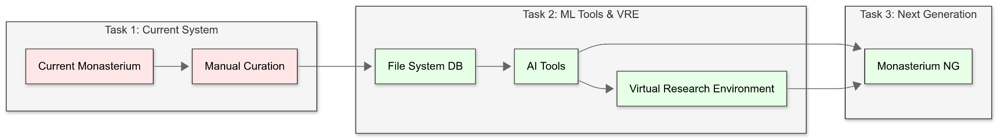 Task 1: Current System
Current Monasterium
Manual Curation
Task 2: ML Tools & VRE
File System DB
AI Tools
Virtual Research Environment
Task 3: Next Generation
Monasterium NG